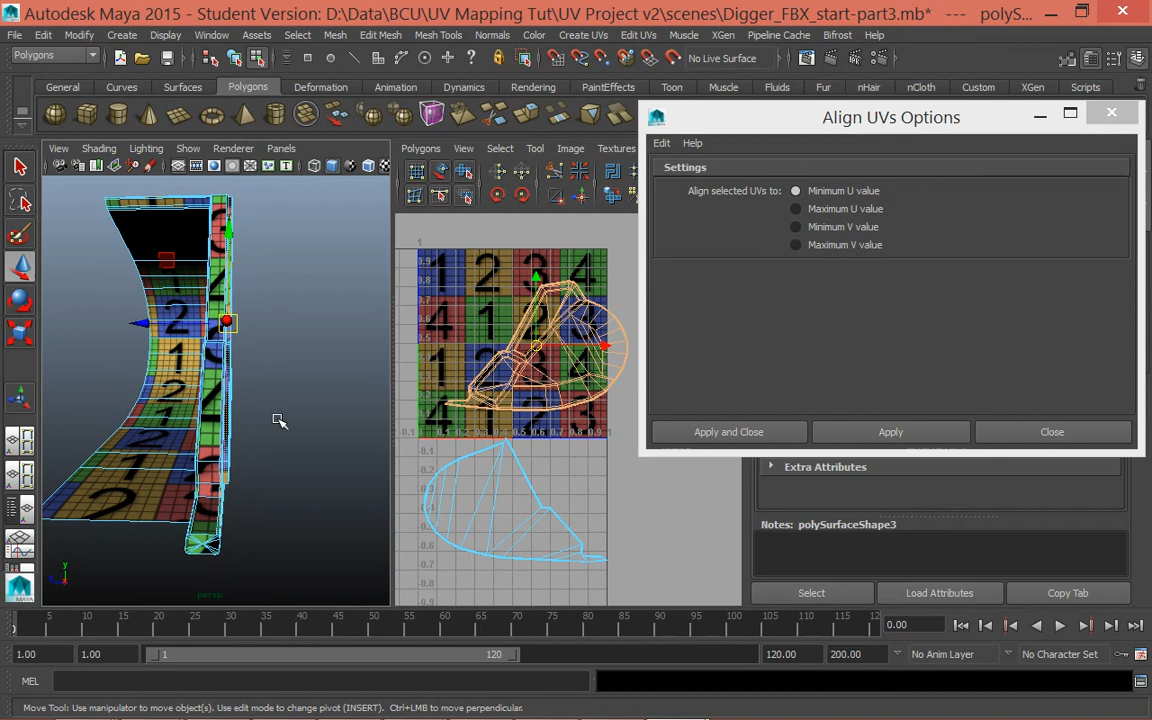 Autodesk Maya 2015 - Student Version: D:\Data\BCU\UV Mapping Tut\UV Project v2\scenes\Digger_FBX_start-part3.mb* --- polyS...
File Edit Modify Create Display Window Assets Select Mesh Edit Mesh Mesh Tools Normals Color Create UVs Edit UVs Muscle XGen Pipeline Cache Bifrost Help
Polygons No Live Surface
General Curves Surfaces Polygons Deformation Animation Dynamics Rendering PaintEffects Toon Muscle Fluids Fur nHair nCloth Custom XGen Scripts
Align UVs Options
Edit Help
Settings
Align selected UVs to: Minimum U value
Maximum U value
Minimum V value
Maximum V value
Apply and Close Apply Close
View Shading Lighting Show Renderer Panels
Polygons View Select Tool Image Textures
persp
Extra Attributes
Notes: polySurfaceShape3
Select Load Attributes Copy Tab
5 10 15 20 25 30 35 40 45 50 55 60 65 70 75 80 85 90 95 100 105 110 115 12
0.00
1.00 1.00 1 120 120.00 200.00 No Anim Layer No Character Set
MEL
Move Tool: Use manipulator to move object(s). Use edit mode to change pivot (INSERT). Ctrl+LMB to move perpendicular.